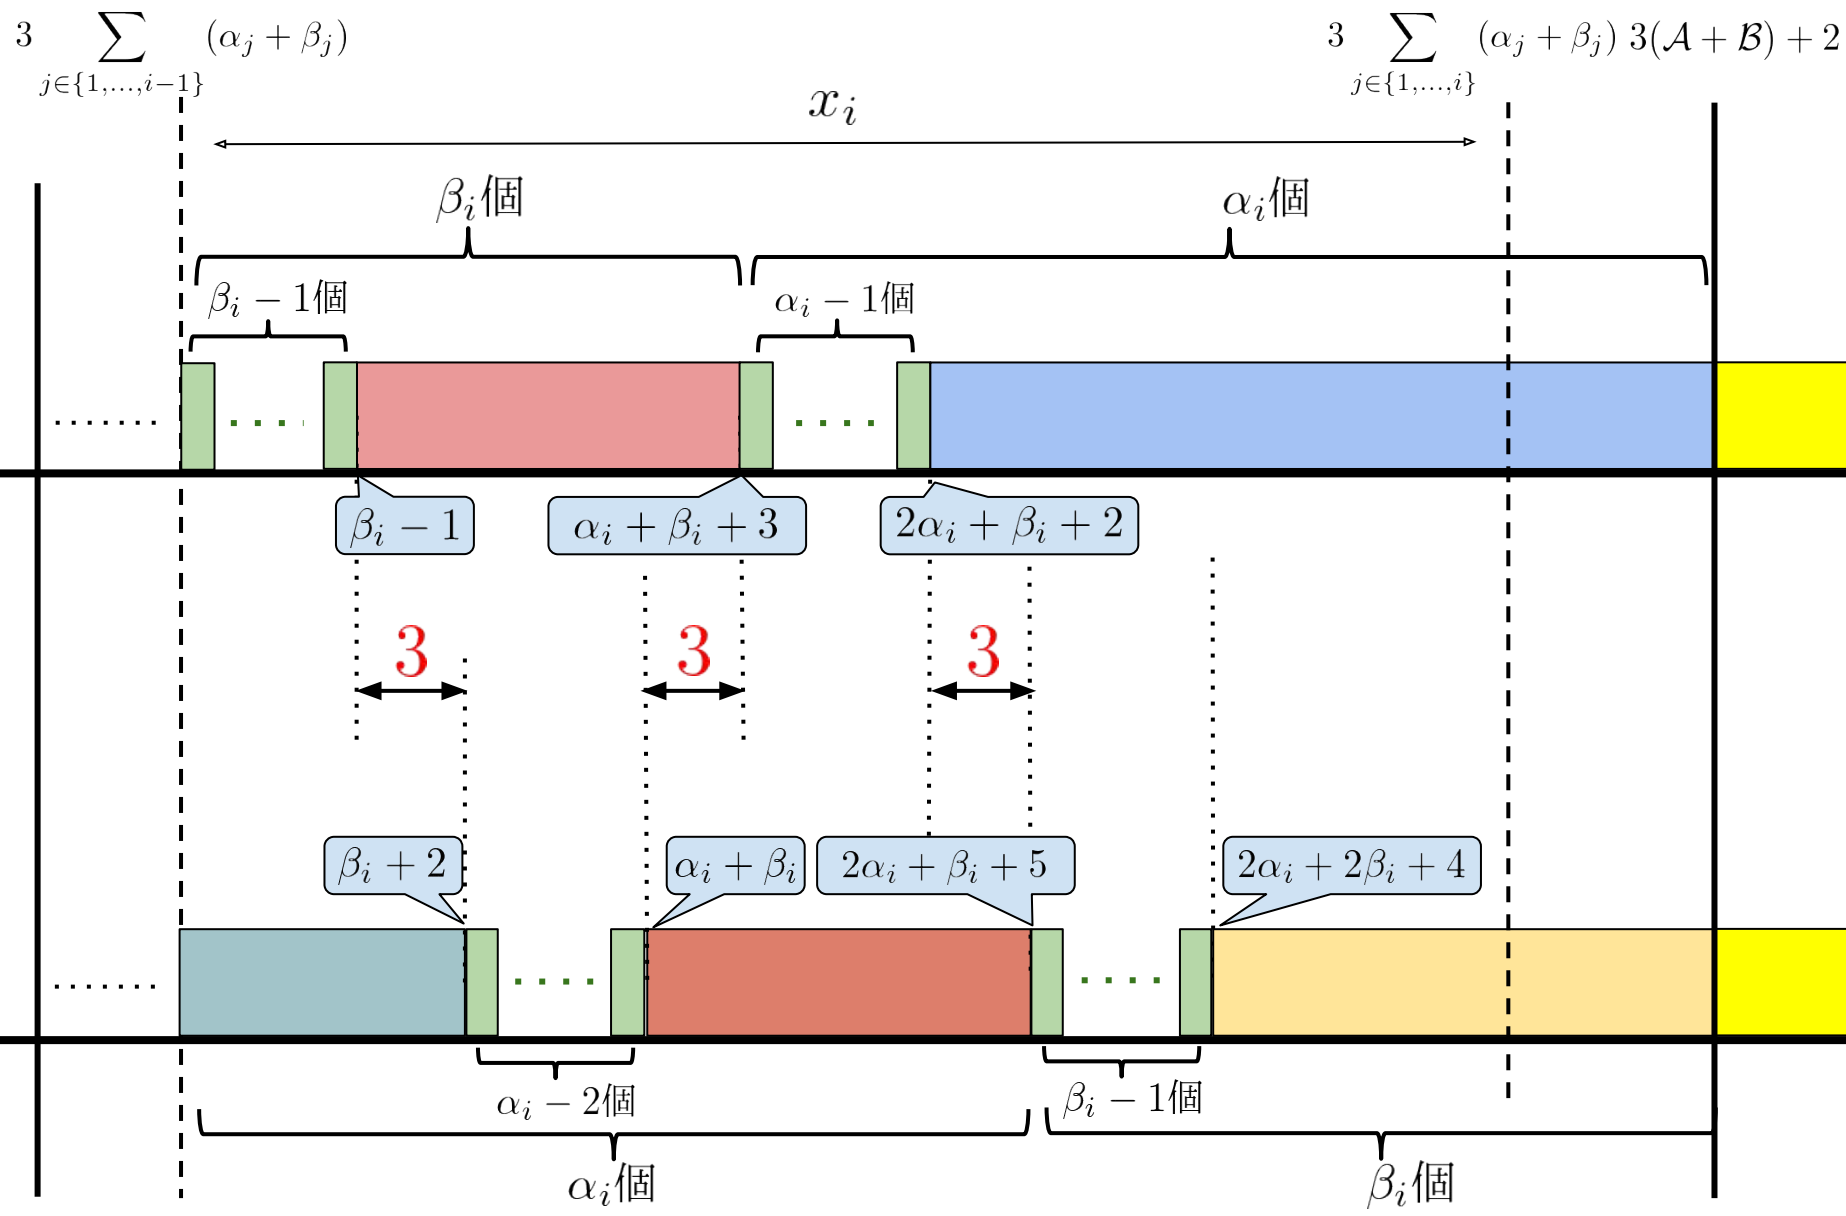 3 ∑_{j∈{1,…,i−1}} (α_j + β_j)
3 ∑_{j∈{1,…,i}} (α_j + β_j) 3(𝒜 + ℬ) + 2
x_i
β_i個
α_i個
β_i − 1個
α_i − 1個
β_i − 1
α_i + β_i + 3
2α_i + β_i + 2
3
3
3
β_i + 2
α_i + β_i
2α_i + β_i + 5
2α_i + 2β_i + 4
α_i − 2個
β_i − 1個
α_i個
β_i個